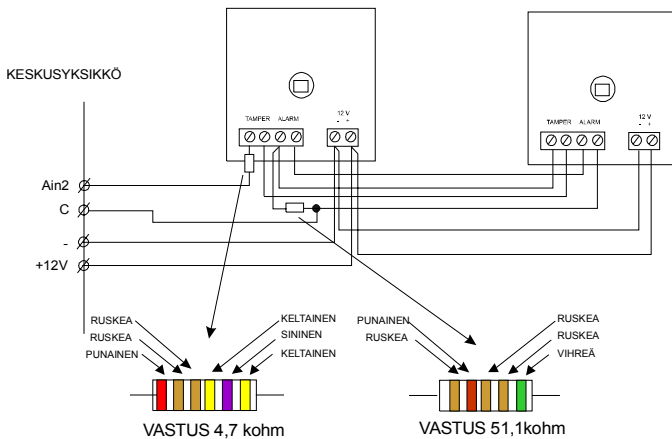 KESKUSYKSIKKÖ
TAMPER ALARM
12 V
- +
TAMPER ALARM
12 V
- +
Ain2
C
-
+12V
RUSKEA
RUSKEA
PUNAINEN
KELTAINEN
SININEN
KELTAINEN
PUNAINEN
RUSKEA
RUSKEA
RUSKEA
VIHREÄ
VASTUS 4,7 kohm
VASTUS 51,1kohm